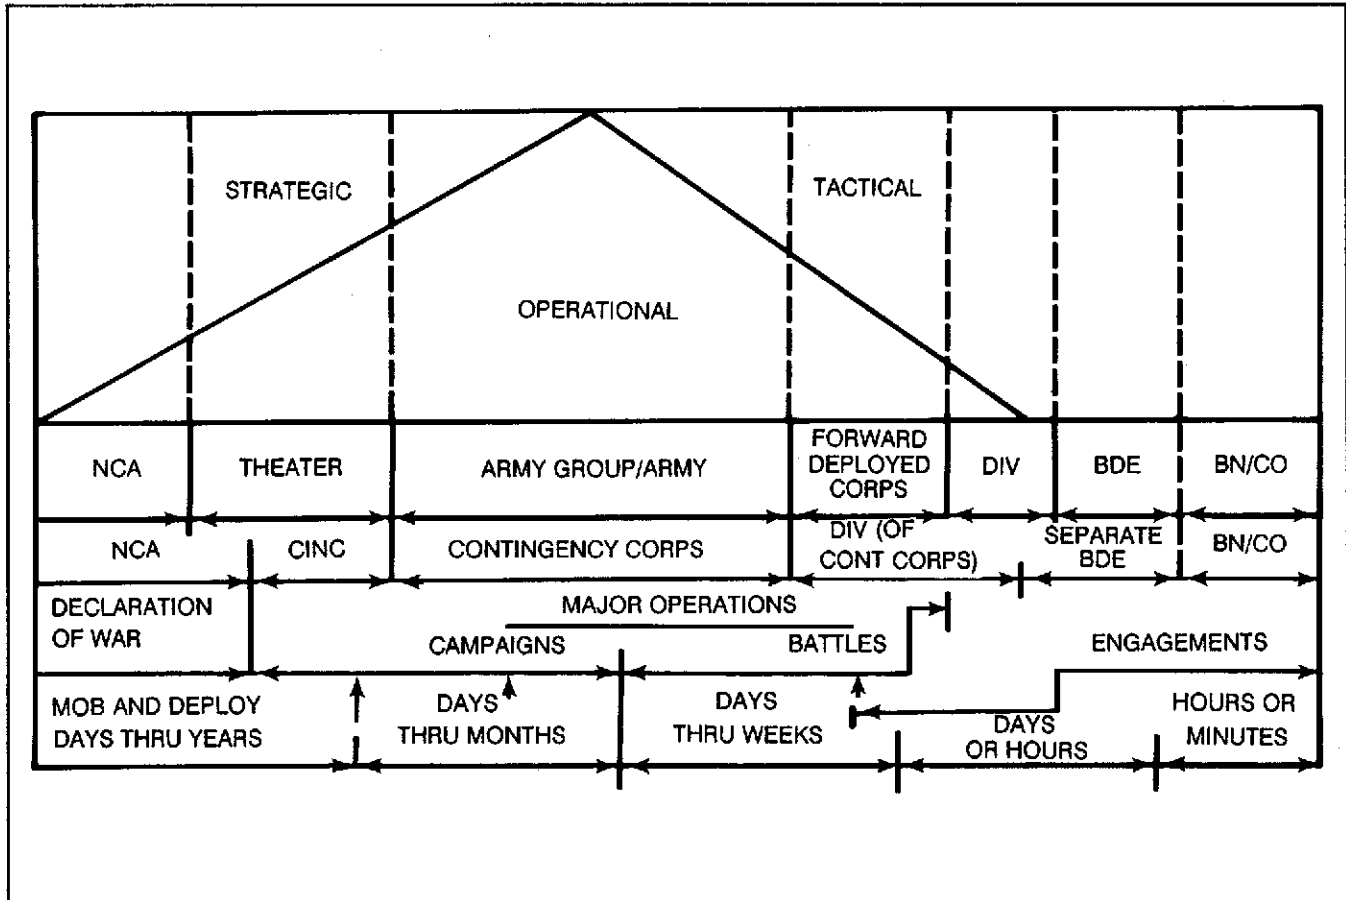 STRATEGIC
TACTICAL
OPERATIONAL
NCA
THEATER
ARMY GROUP/ARMY
FORWARD
DEPLOYED
CORPS
DIV
BDE
BN/CO
NCA
CINC
CONTINGENCY CORPS
DIV (OF
CONT CORPS)
SEPARATE
BDE
BN/CO
DECLARATION
OF WAR
MAJOR OPERATIONS
CAMPAIGNS
BATTLES
ENGAGEMENTS
MOB AND DEPLOY
DAYS THRU YEARS
DAYS
THRU MONTHS
DAYS
THRU WEEKS
DAYS
OR HOURS
HOURS OR
MINUTES